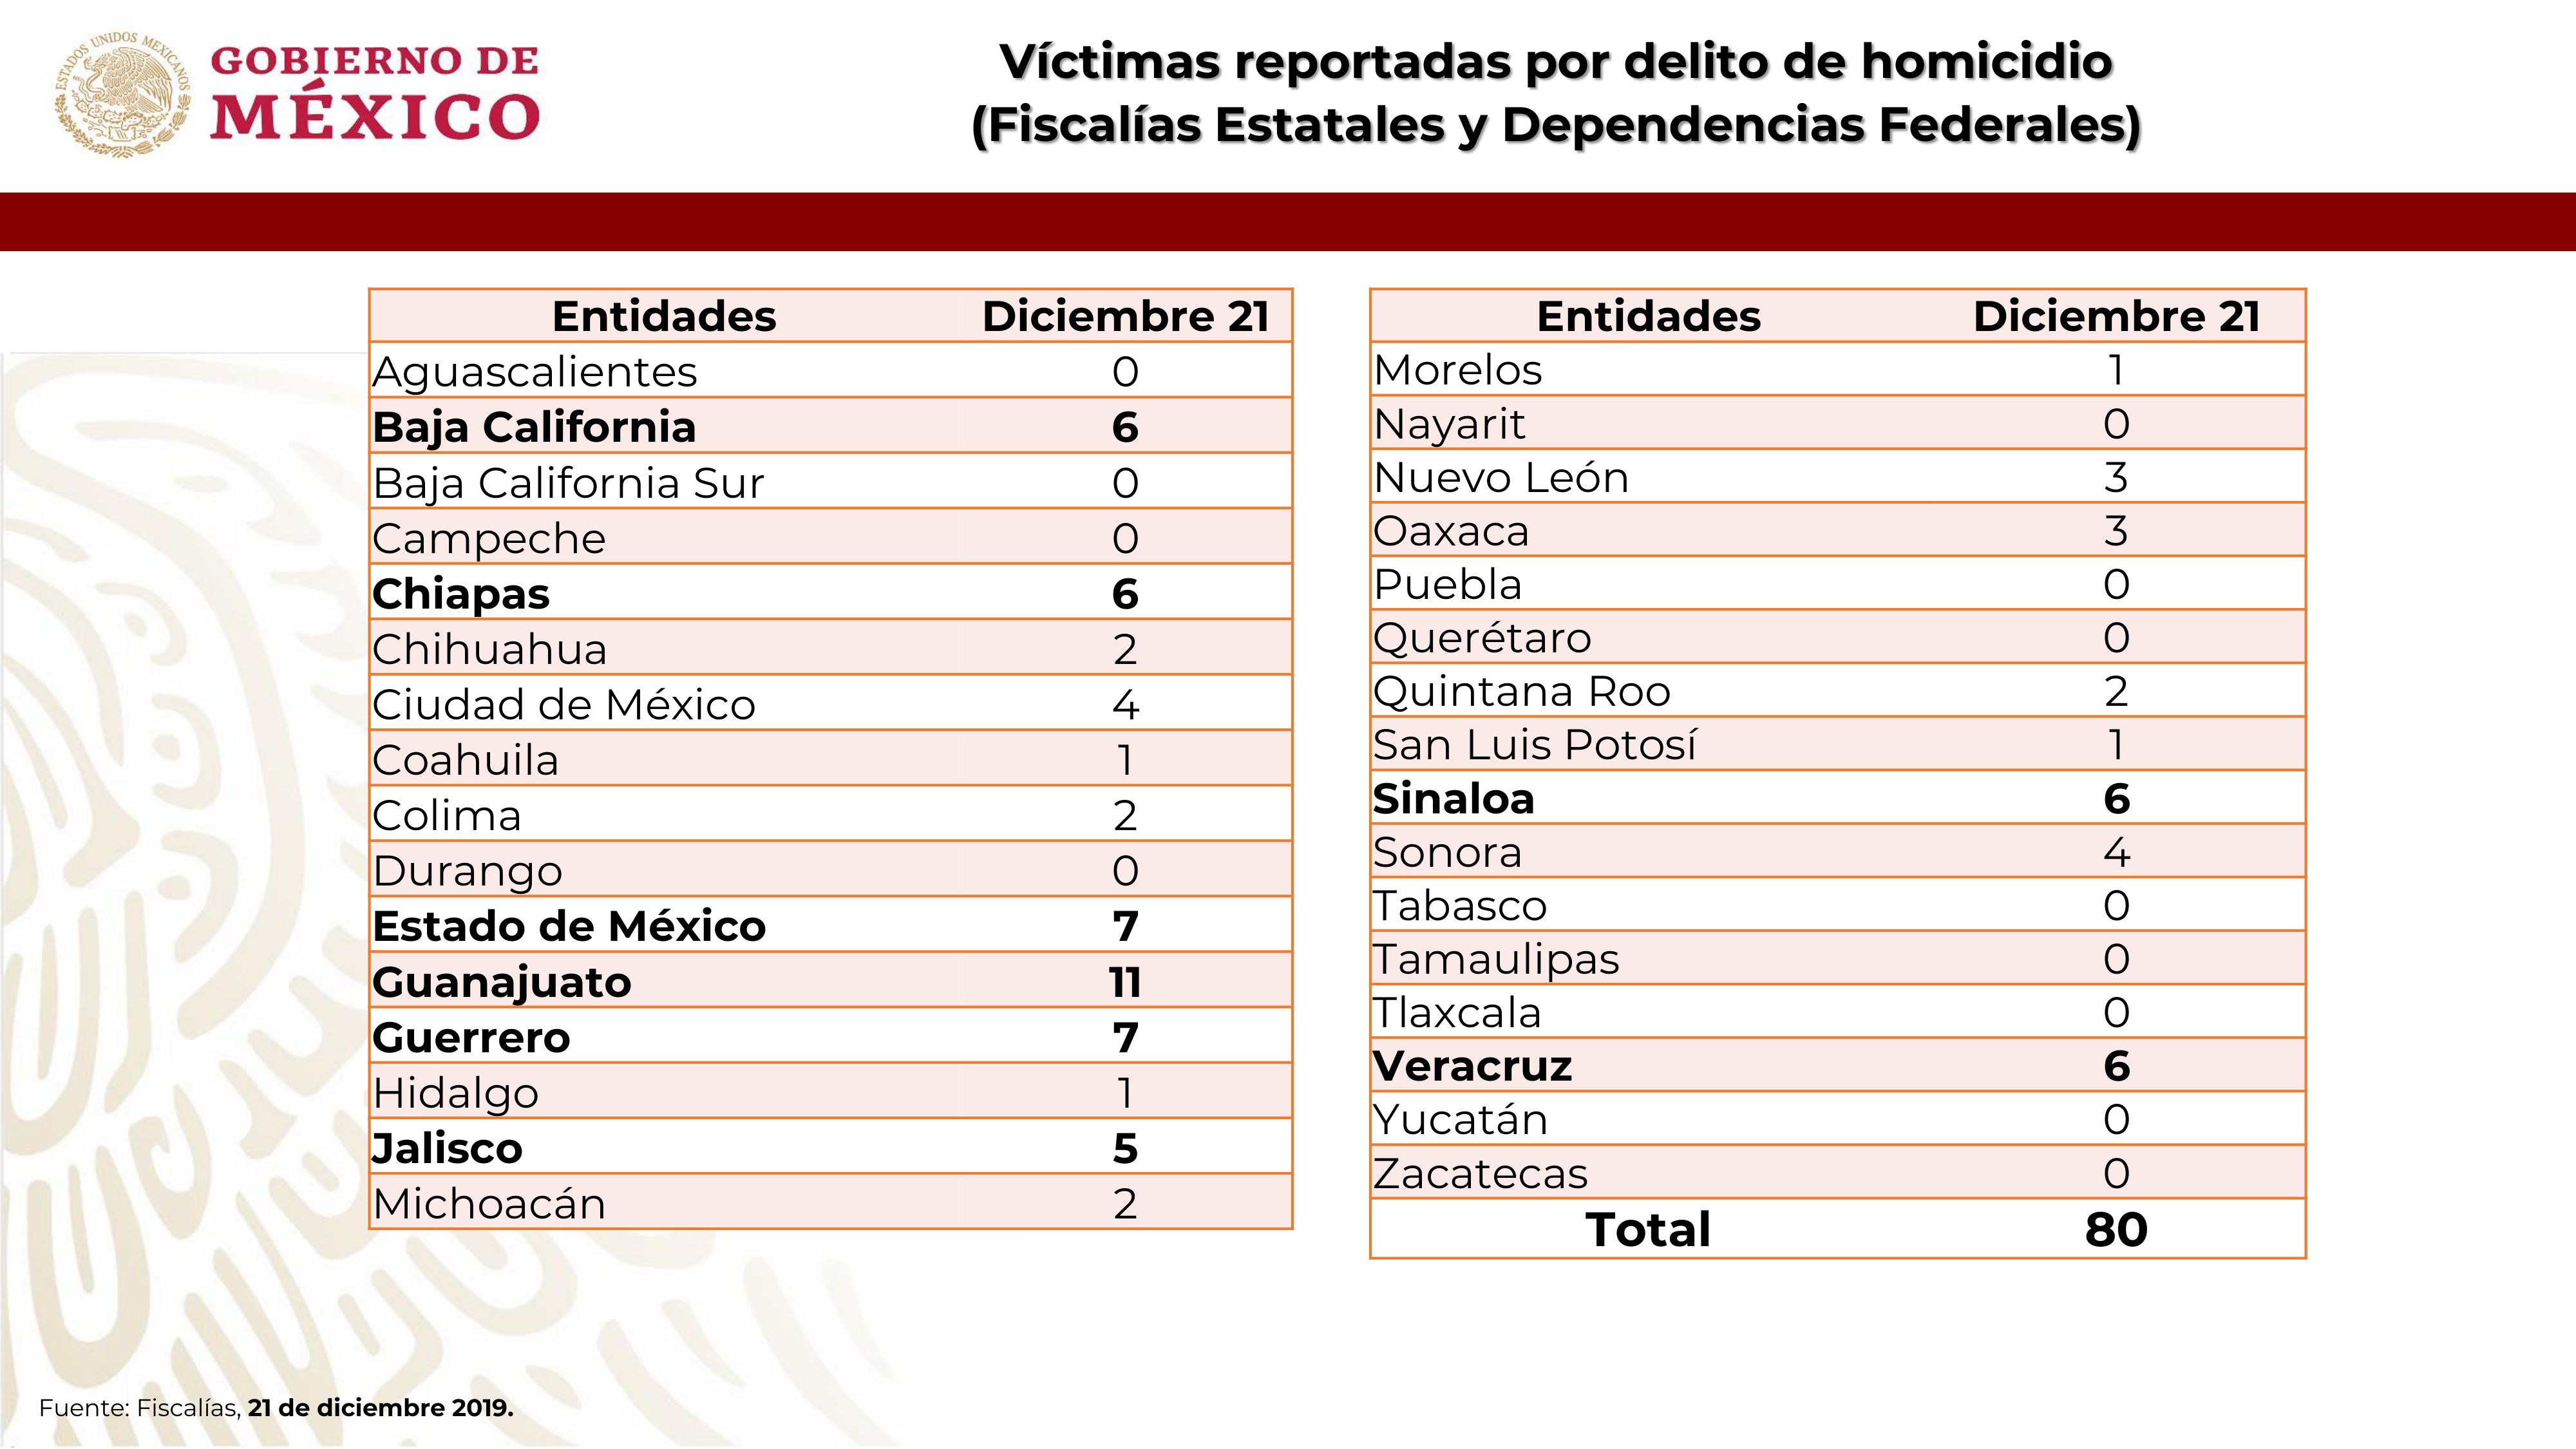 ESTADOS UNIDOS MEXICANOS
GOBIERNO DE
MÉXICO
Víctimas reportadas por delito de homicidio
(Fiscalías Estatales y Dependencias Federales)
Entidades Diciembre 21
Aguascalientes 0
Baja California 6
Baja California Sur 0
Campeche 0
Chiapas 6
Chihuahua 2
Ciudad de México 4
Coahuila 1
Colima 2
Durango 0
Estado de México 7
Guanajuato 11
Guerrero 7
Hidalgo 1
Jalisco 5
Michoacán 2
Entidades Diciembre 21
Morelos 1
Nayarit 0
Nuevo León 3
Oaxaca 3
Puebla 0
Querétaro 0
Quintana Roo 2
San Luis Potosí 1
Sinaloa 6
Sonora 4
Tabasco 0
Tamaulipas 0
Tlaxcala 0
Veracruz 6
Yucatán 0
Zacatecas 0
Total 80
Fuente: Fiscalías, 21 de diciembre 2019.